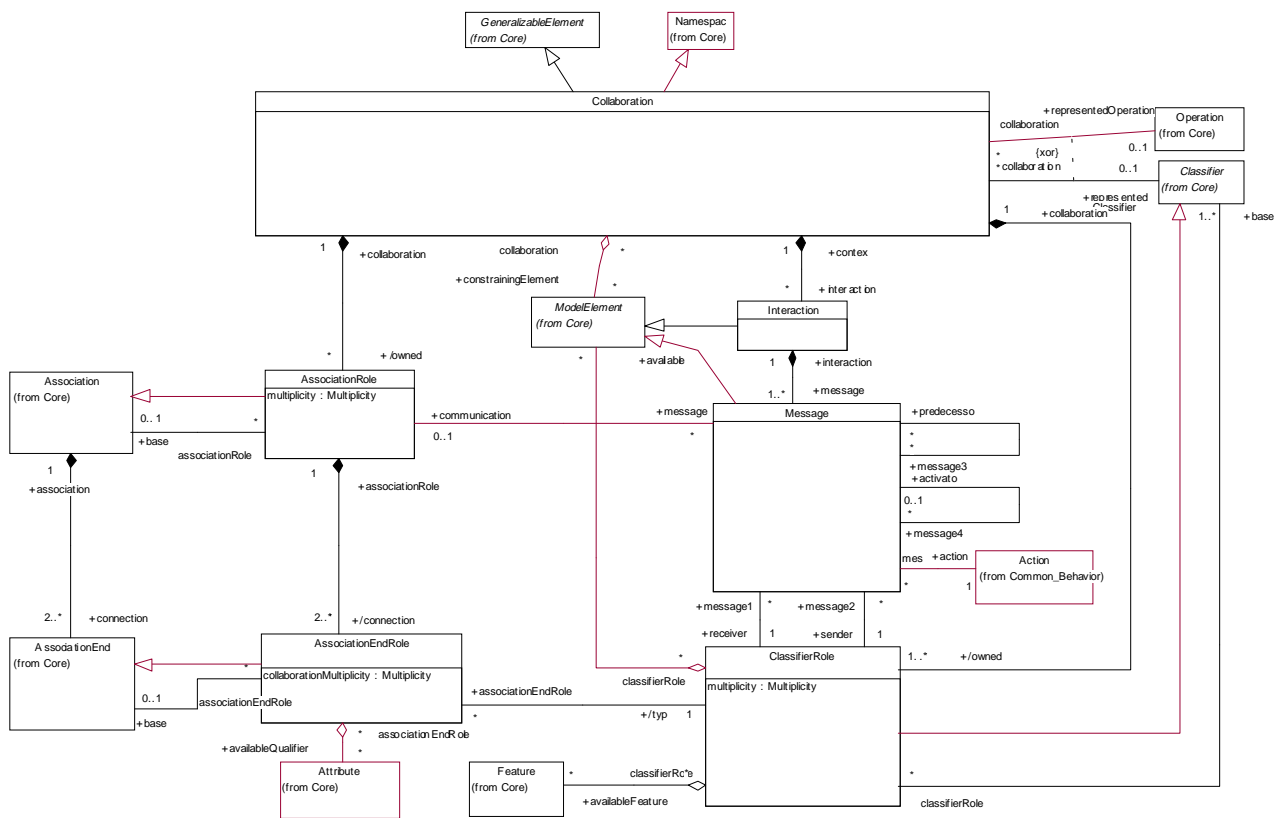 GeneralizableElement
(from Core)
Namespac
(from Core)
Collaboration
+representedOperation
collaboration
Operation
(from Core)
*
{xor}
0..1
*
collaboration
0..1
Classifier
(from Core)
+represented
Classifier
1
+collaboration
1..*
+base
1
+collaboration
collaboration
*
1
+contex
+constrainingElement
*
*
+interaction
ModelElement
(from Core)
Interaction
*
+/owned
*
+available
1
+interaction
Association
(from Core)
AssociationRole
multiplicity : Multiplicity
1..*
+message
0..1
*
+communication
+message
Message
+predecesso
+base
0..1
*
*
associationRole
*
1
1
+message3
+association
+associationRole
+activato
0..1
*
+message4
mes
+action
Action
(from Common_Behavior)
*
1
2..*
+connection
2..*
+/connection
+message1
*
+message2
*
+receiver
1
+sender
1
AssociationEnd
(from Core)
AssociationEndRole
ClassifierRole
1..*
+/owned
*
collaborationMultiplicity : Multiplicity
*
classifierRole
multiplicity : Multiplicity
0..1
associationEndRole
+associationEndRole
+base
*
+/typ
1
*
associationEndRole
+availableQualifier
*
Attribute
(from Core)
Feature
(from Core)
*
classifierRole
*
*
+availableFeature
classifierRole